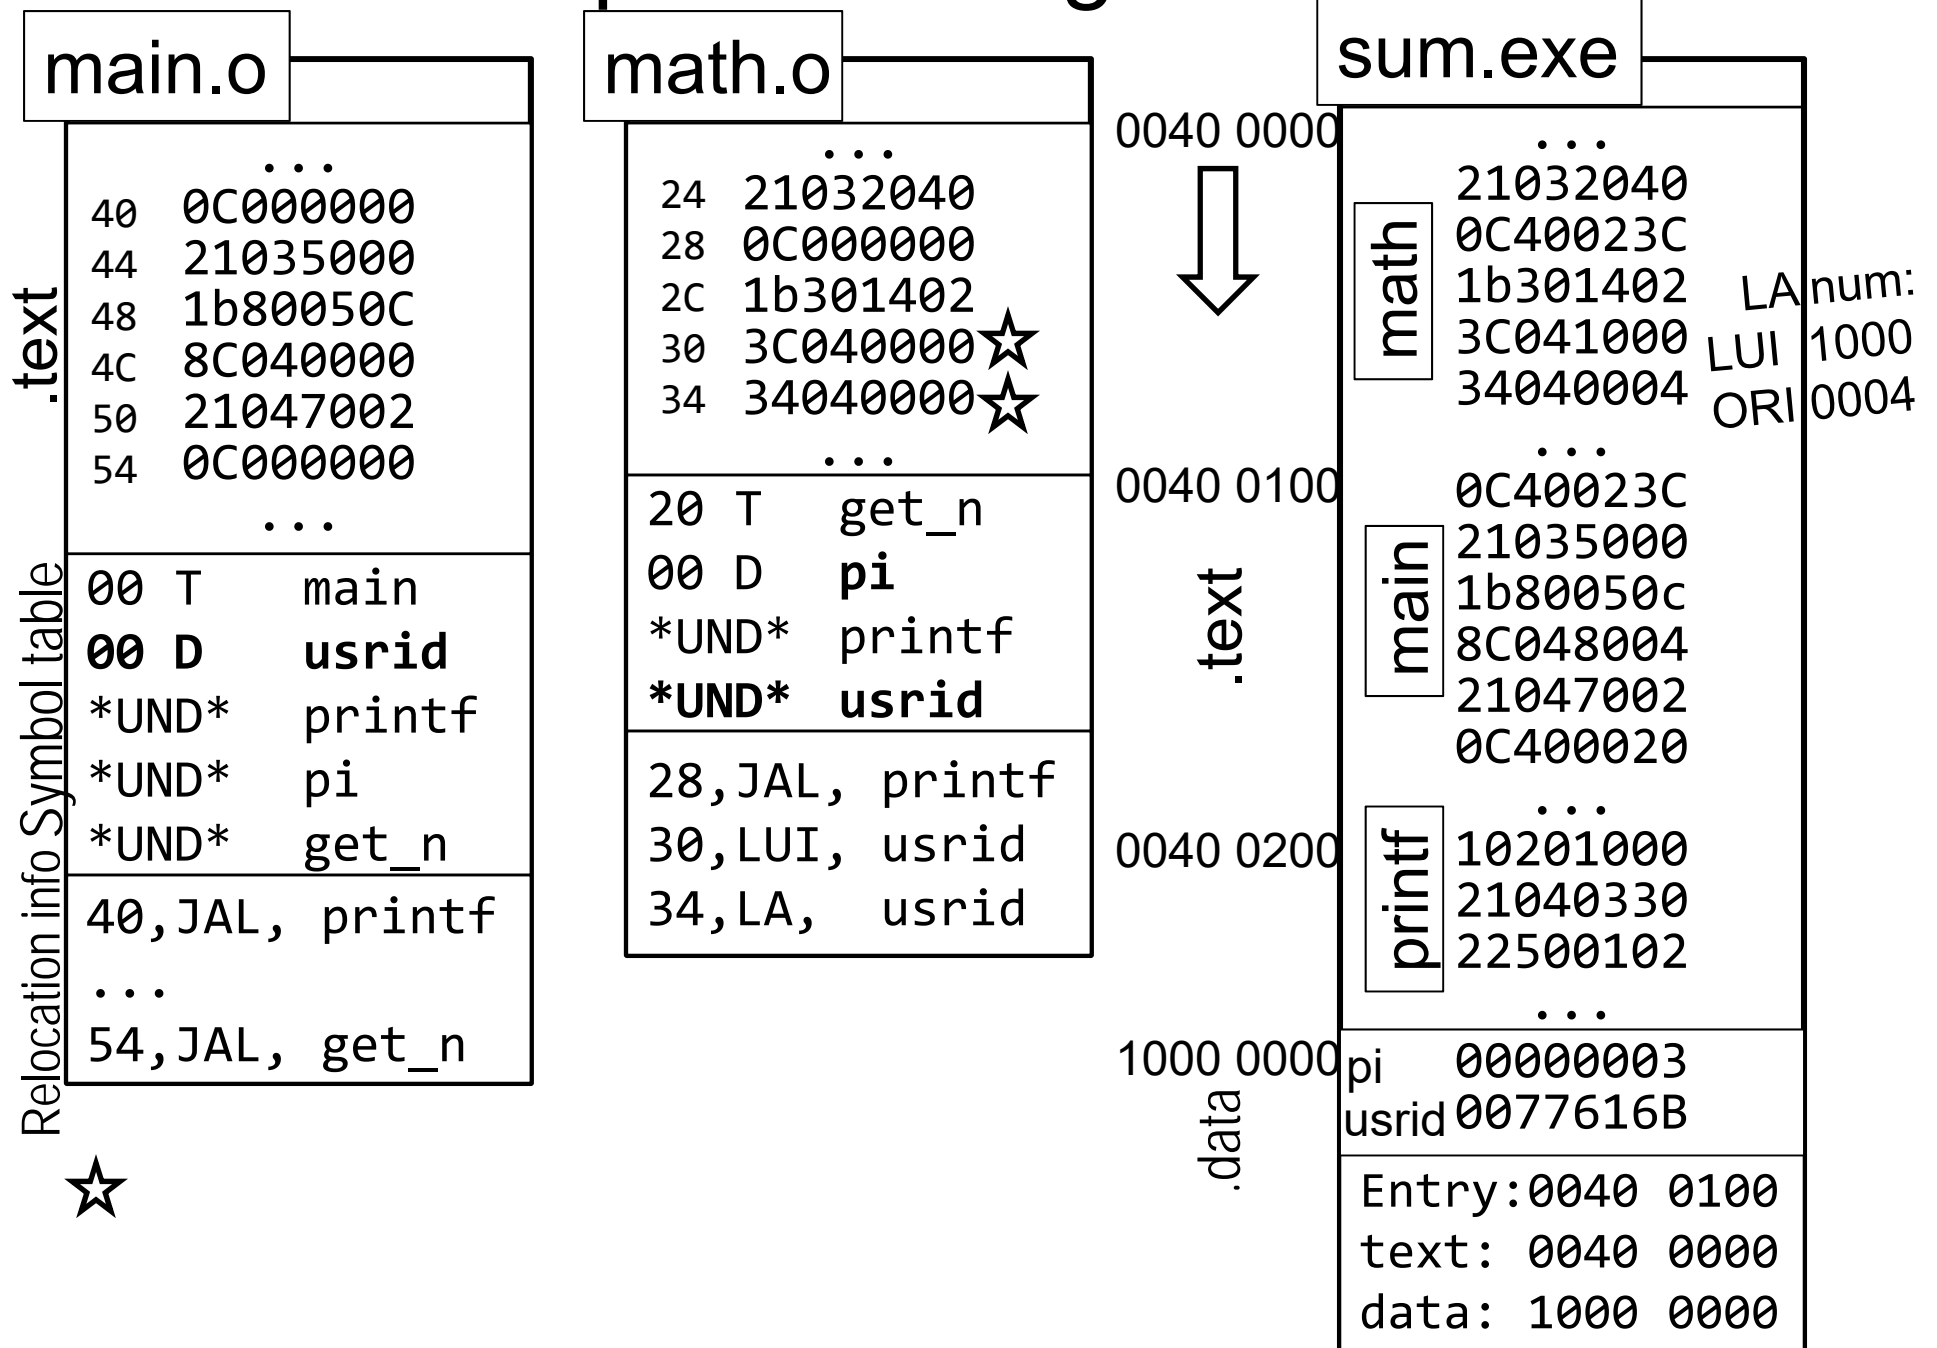 main.o
.text
...
40 0C000000
44 21035000
48 1b80050C
4C 8C040000
50 21047002
54 0C000000
...
Symbol table
00 T main
00 D usrid
*UND* printf
*UND* pi
*UND* get_n
Relocation info
40,JAL, printf
...
54,JAL, get_n
math.o
...
24 21032040
28 0C000000
2C 1b301402
30 3C040000
34 34040000
...
20 T get_n
00 D pi
*UND* printf
*UND* usrid
28,JAL, printf
30,LUI, usrid
34,LA, usrid
0040 0000
0040 0100
.text
0040 0200
1000 0000
.data
sum.exe
...
math
21032040
0C40023C
1b301402
3C041000
34040004
...
main
0C40023C
21035000
1b80050c
8C048004
21047002
0C400020
...
printf
10201000
21040330
22500102
...
pi 00000003
usrid 0077616B
Entry:0040 0100
text: 0040 0000
data: 1000 0000
LA num:
LUI 1000
ORI 0004